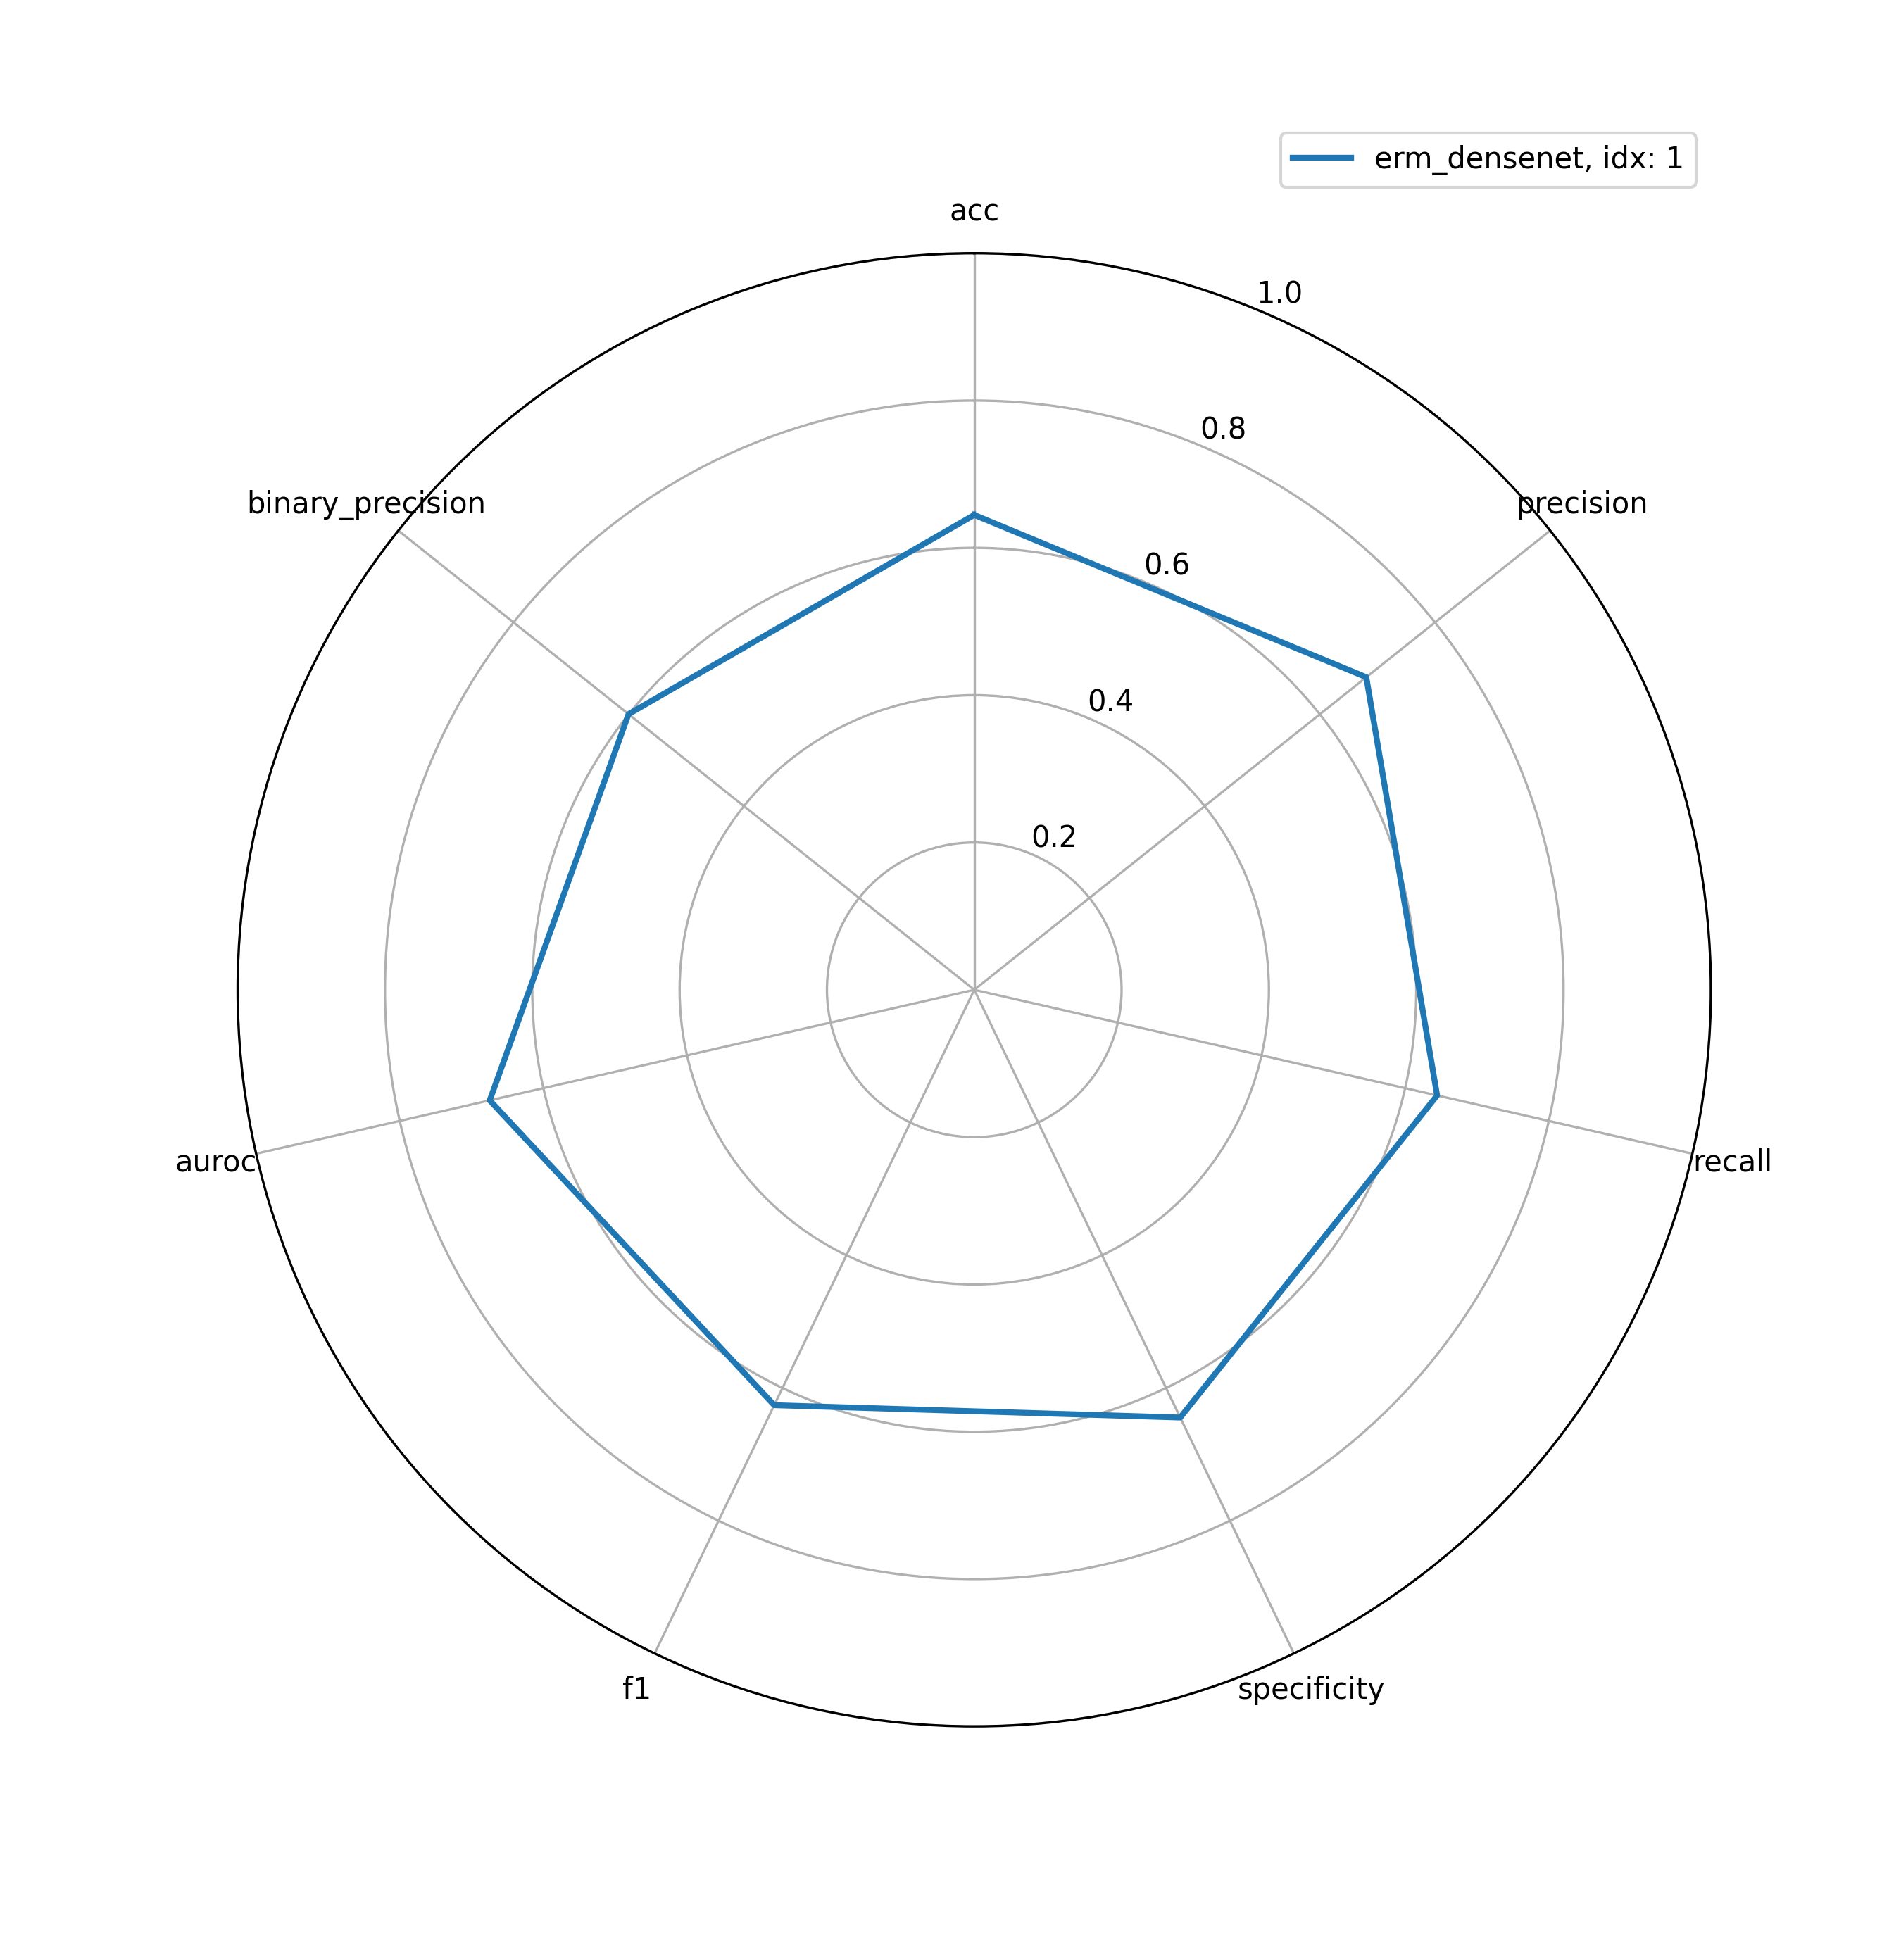 erm_densenet, idx: 1
acc
1.0
0.8
binary_precision
precision
0.6
0.4
0.2
auroc
recall
f1
specificity